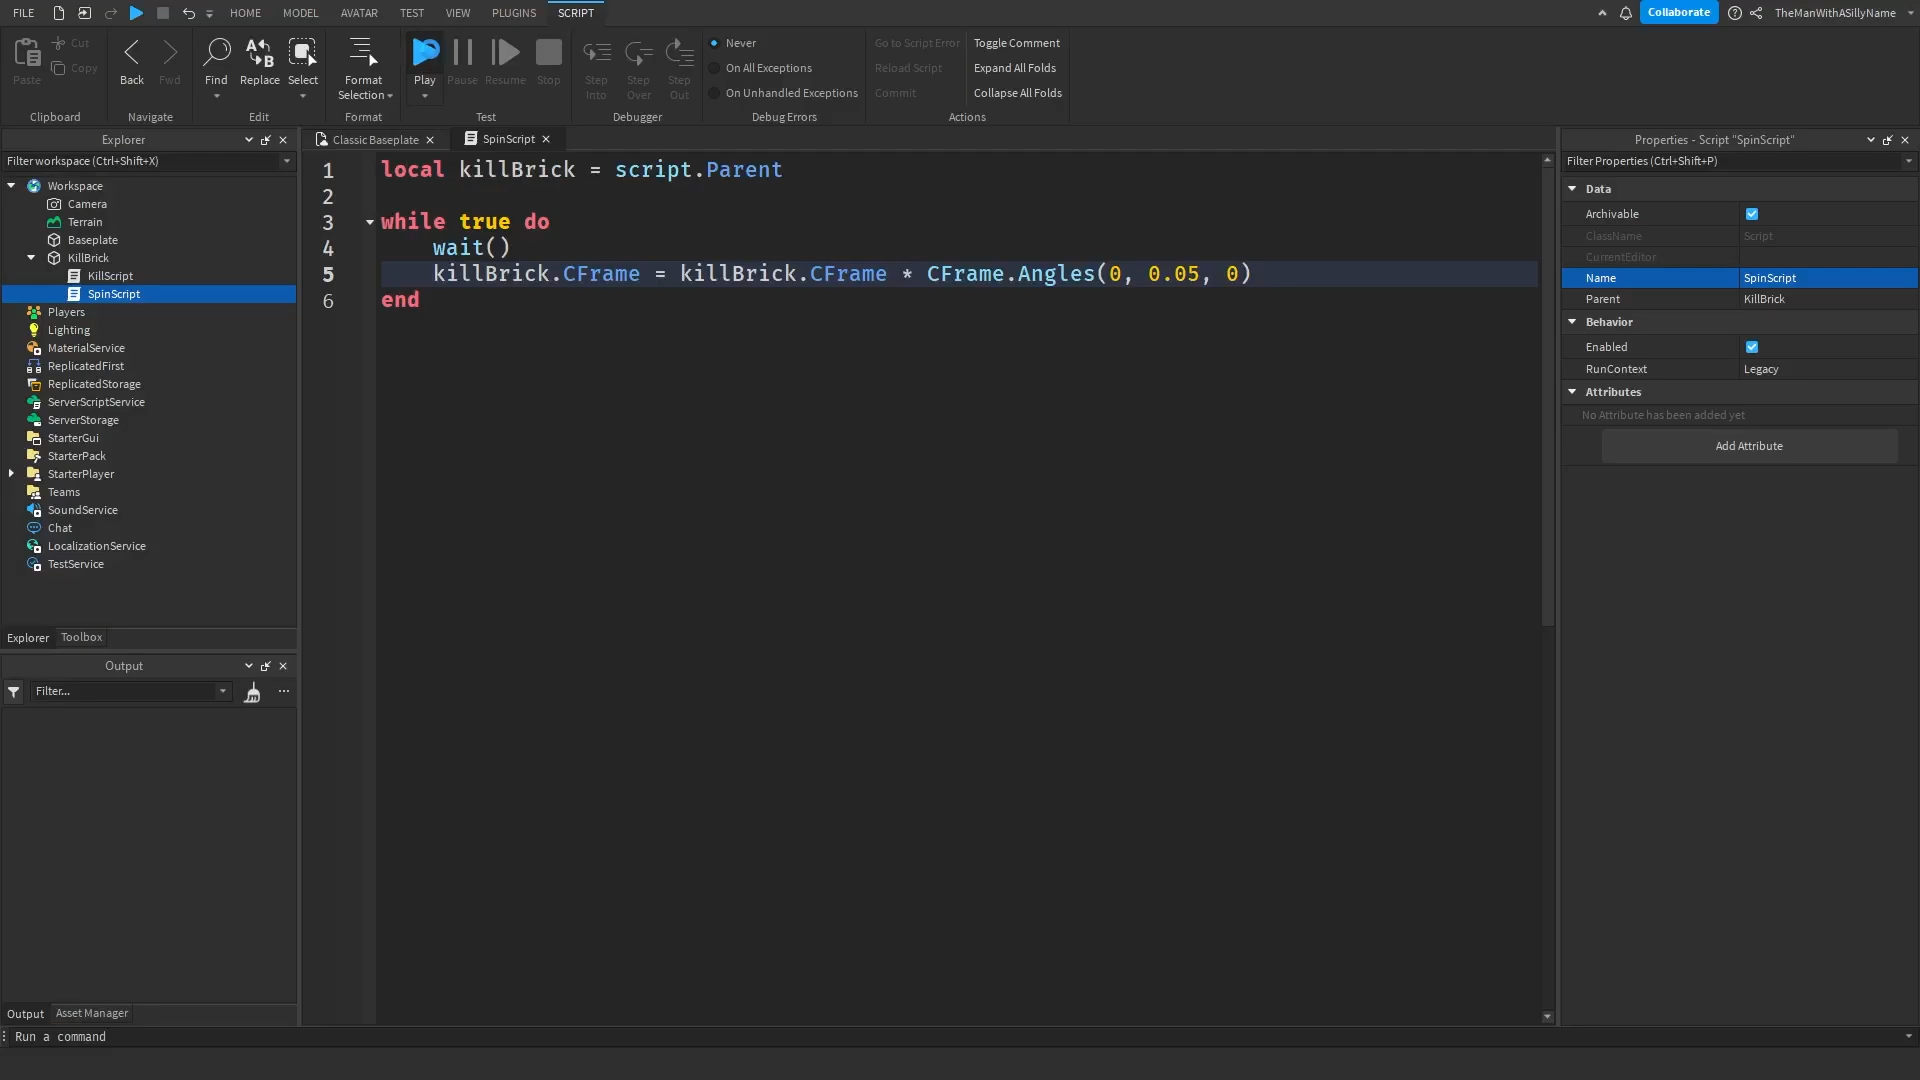 FILE HOME MODEL AVATAR TEST VIEW PLUGINS SCRIPT Collaborate TheManWithASillyName
Paste Cut Copy
Clipboard
Back Fwd
Navigate
Find Replace Select
Edit
Format
Selection
Format
Play Pause Resume Stop
Test
Step Into Step Over Step Out
Debugger
Never
On All Exceptions
On Unhandled Exceptions
Debug Errors
Go to Script Error
Reload Script
Commit
Toggle Comment
Expand All Folds
Collapse All Folds
Actions
Explorer
Filter workspace (Ctrl+Shift+X)
Workspace
Camera
Terrain
Baseplate
KillBrick
KillScript
SpinScript
Players
Lighting
MaterialService
ReplicatedFirst
ReplicatedStorage
ServerScriptService
ServerStorage
StarterGui
StarterPack
StarterPlayer
Teams
SoundService
Chat
LocalizationService
TestService
Explorer Toolbox
Output
Filter...
Output Asset Manager
Run a command
Classic Baseplate SpinScript
1 local killBrick = script.Parent
2
3 while true do
4 wait()
5 killBrick.CFrame = killBrick.CFrame * CFrame.Angles(0, 0.05, 0)
6 end
Properties - Script "SpinScript"
Filter Properties (Ctrl+Shift+P)
Data
Archivable
ClassName Script
CurrentEditor
Name SpinScript
Parent KillBrick
Behavior
Enabled
RunContext Legacy
Attributes
No Attribute has been added yet
Add Attribute